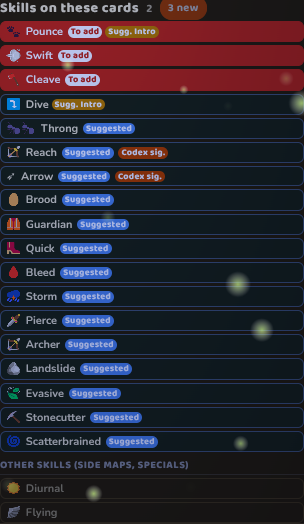 Skills on these cards 2 3 new
Pounce To add Sugg. Intro
Swift To add
Cleave To add
Dive Sugg. Intro
Throng Suggested
Reach Suggested Codex sig.
Arrow Suggested Codex sig.
Brood Suggested
Guardian Suggested
Quick Suggested
Bleed Suggested
Storm Suggested
Pierce Suggested
Archer Suggested
Landslide Suggested
Evasive Suggested
Stonecutter Suggested
Scatterbrained Suggested
OTHER SKILLS (SIDE MAPS, SPECIALS)
Diurnal
Flying